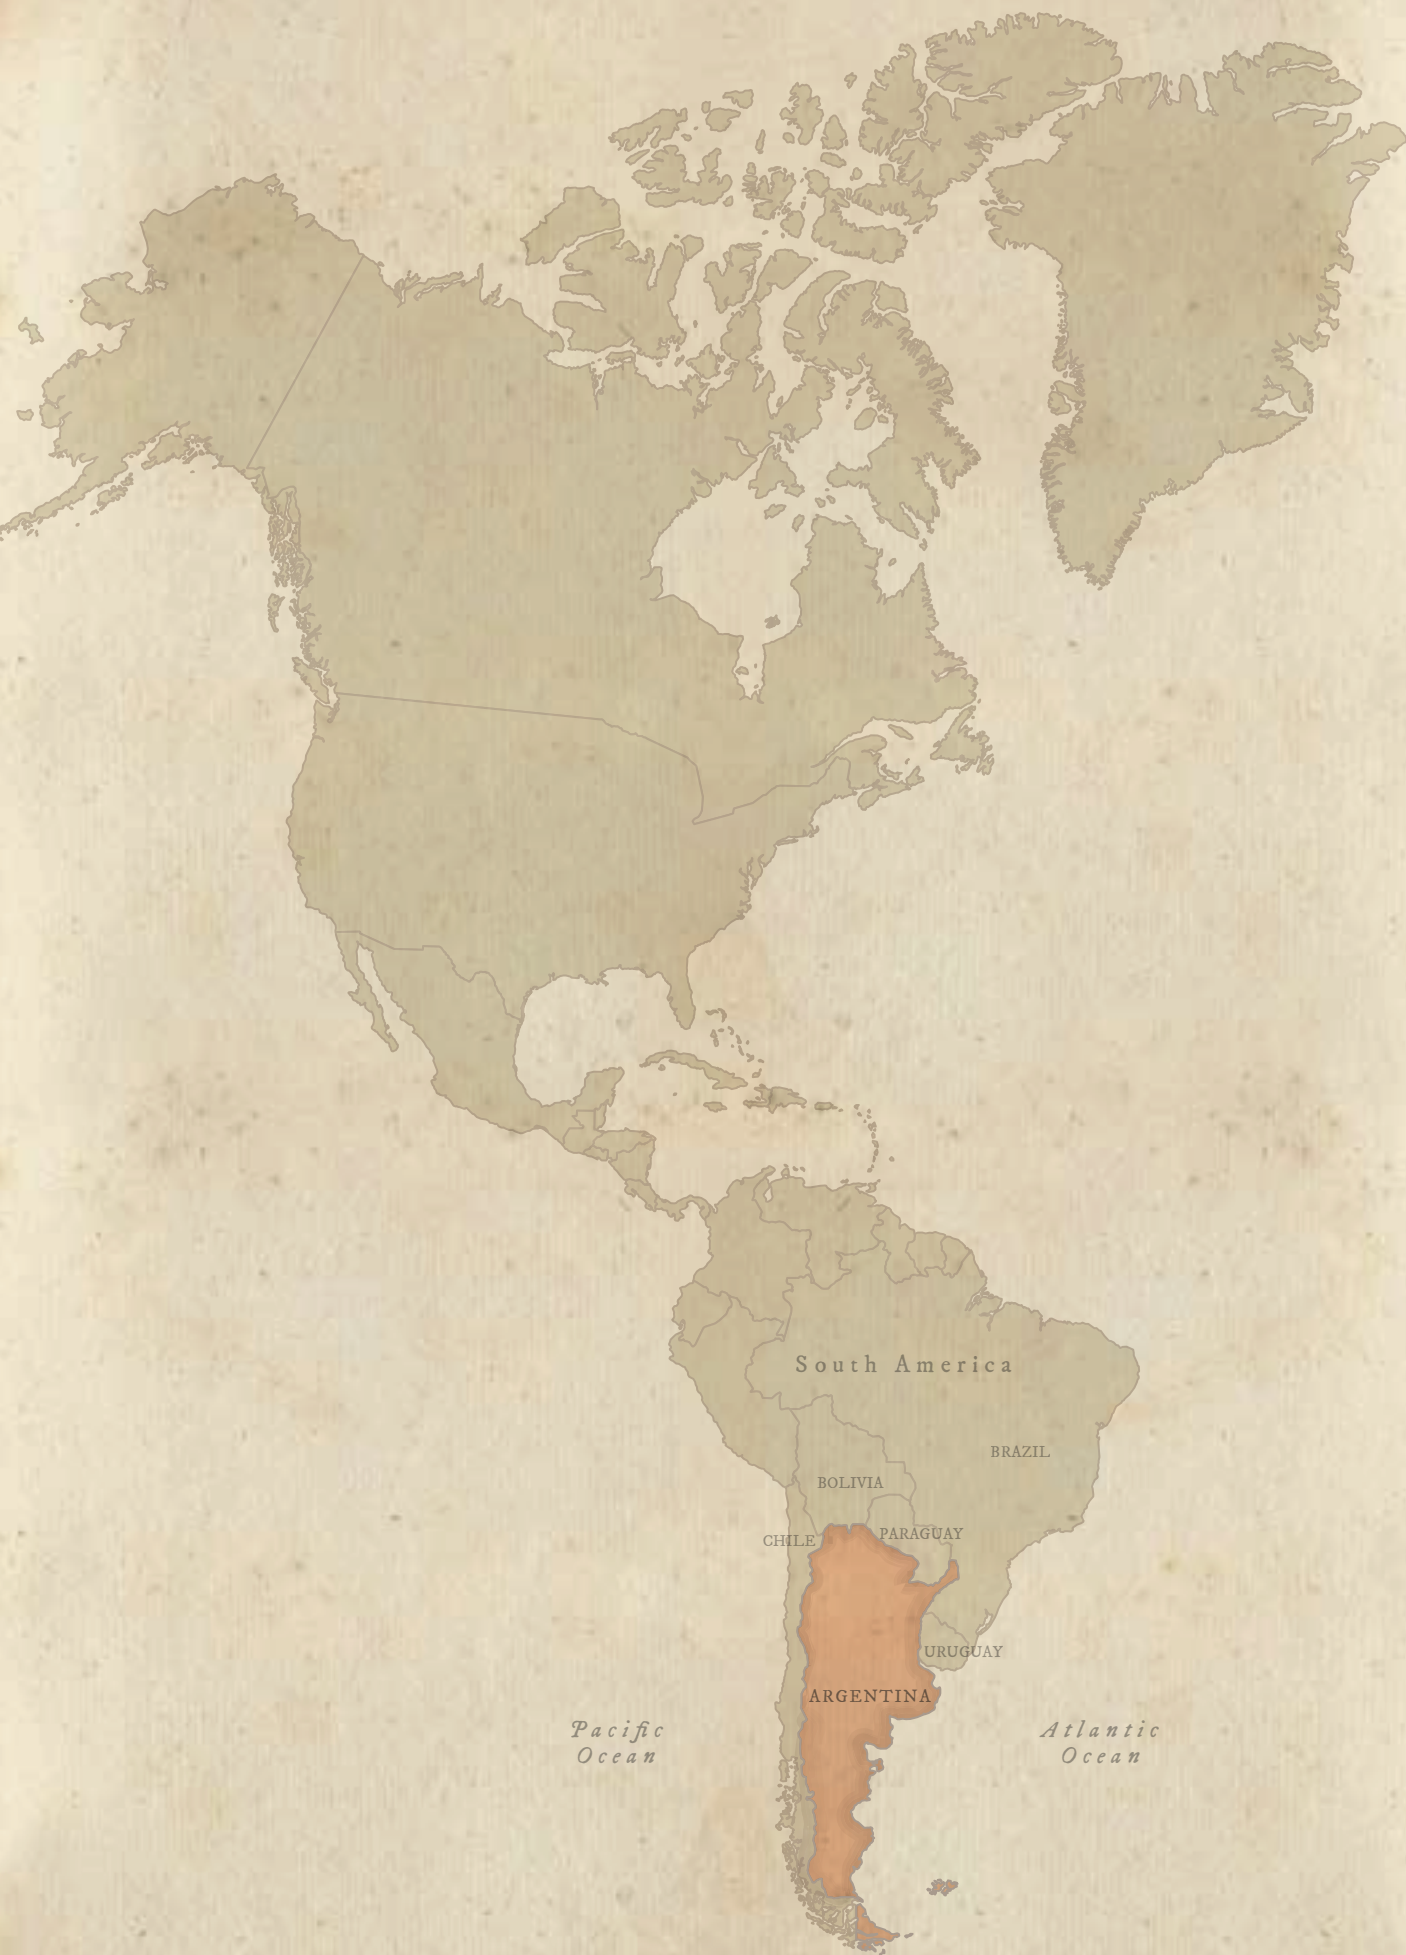 South America
BRAZIL
BOLIVIA
PARAGUAY
CHILE
URUGUAY
ARGENTINA
Pacific
Ocean
Atlantic
Ocean